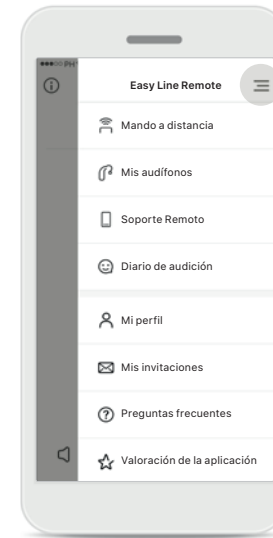 Easy Line Remote
Mando a distancia
Mis audífonos
Soporte Remoto
Diario de audición
Mi perfil
Mis invitaciones
Preguntas frecuentes
Valoración de la aplicación